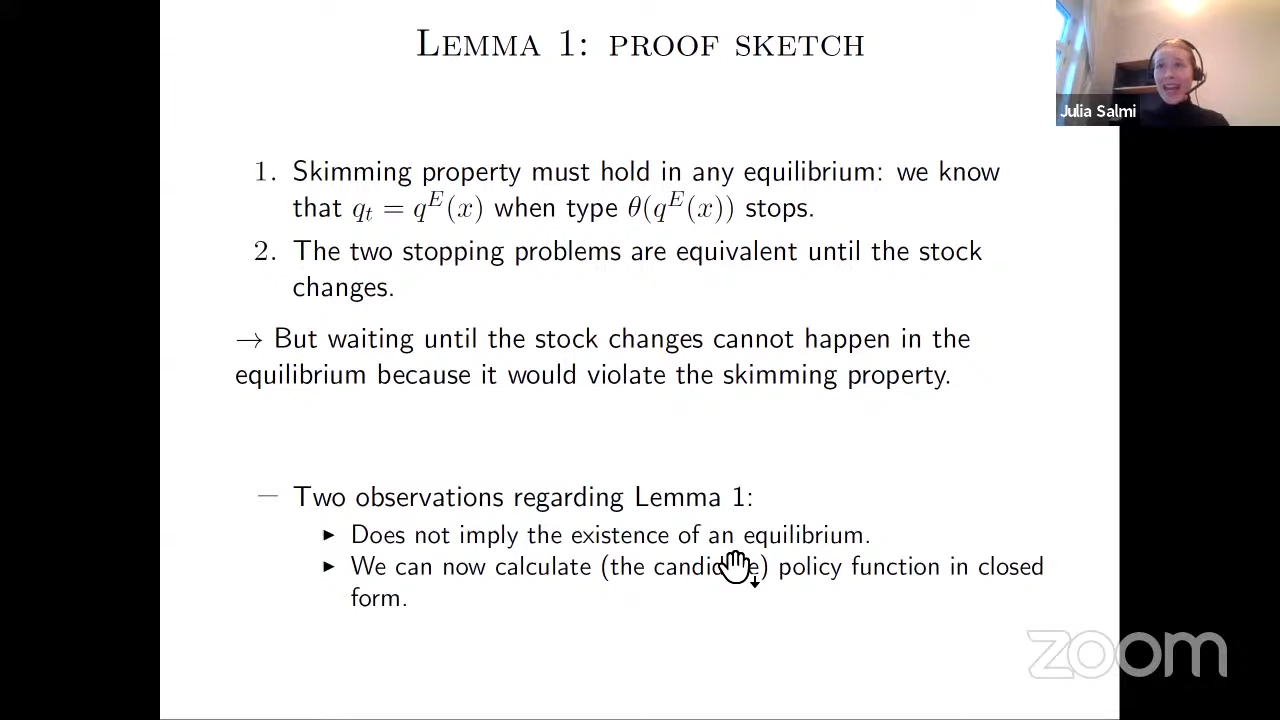 LEMMA 1: PROOF SKETCH
Julia Salmi
1. Skimming property must hold in any equilibrium: we know
that q_t = q^E(x) when type θ(q^E(x)) stops.
2. The two stopping problems are equivalent until the stock
changes.
→ But waiting until the stock changes cannot happen in the
equilibrium because it would violate the skimming property.
– Two observations regarding Lemma 1:
▶ Does not imply the existence of an equilibrium.
▶ We can now calculate (the candidate) policy function in closed
form.
zoom